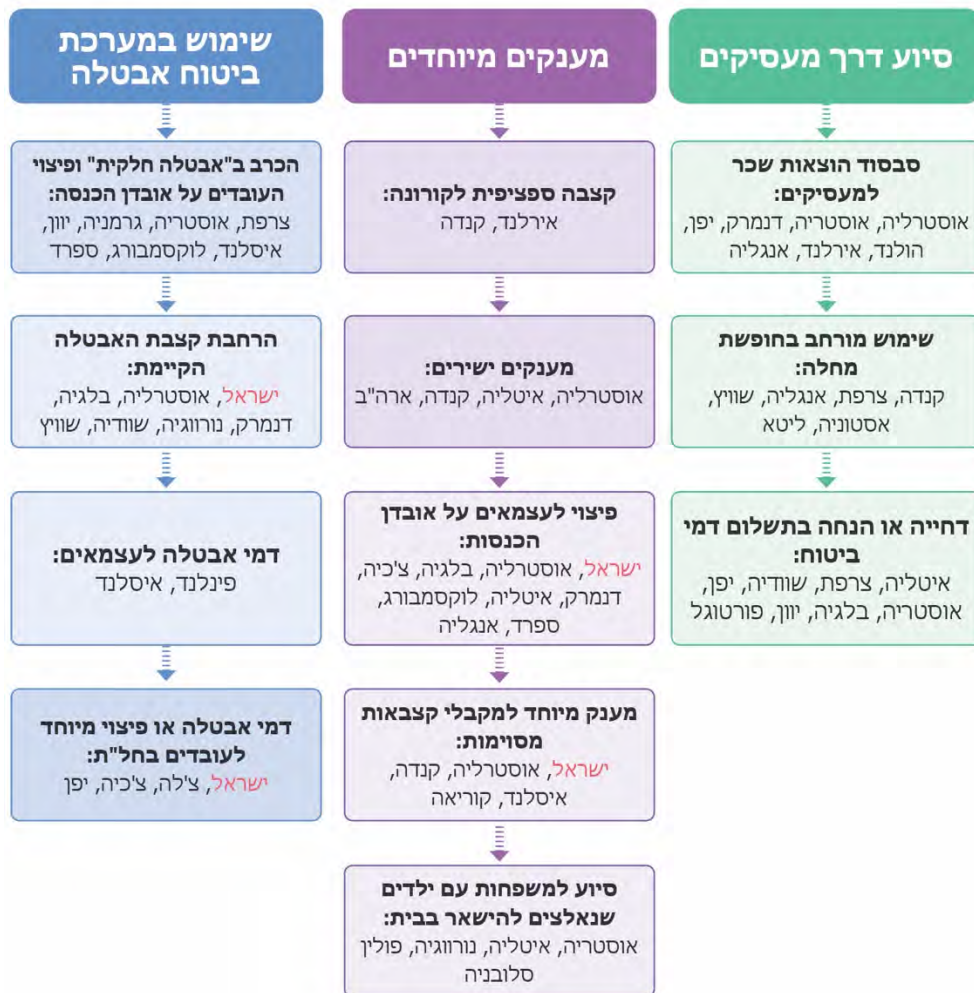 סיוע דרך מעסיקים
סבסוד הוצאות שכר
למעסיקים:
אוסטרליה, אוסטריה, דנמרק, יפן,
הולנד, אירלנד, אנגליה
שימוש מורחב בחופשת
מחלה:
קנדה, צרפת, אנגליה, שוויץ,
אסטוניה, ליטא
דחייה או הנחה בתשלום דמי
ביטוח:
איטליה, צרפת, שוודיה, יפן,
אוסטריה, בלגיה, יוון, פורטוגל
מענקים מיוחדים
קצבה ספציפית לקורונה:
אירלנד, קנדה
מענקים ישירים:
אוסטרליה, איטליה, קנדה, ארה"ב
פיצוי לעצמאים על אובדן
הכנסות:
ישראל, אוסטרליה, בלגיה, צ'כיה,
דנמרק, איטליה, לוקסמבורג,
ספרד, אנגליה
מענק מיוחד למקבלי קצבאות
מסוימות:
ישראל, אוסטרליה, קנדה,
איסלנד, קוריאה
סיוע למשפחות עם ילדים
שנאלצים להישאר בבית:
אוסטריה, איטליה, נורווגיה, פולין
סלובניה
שימוש במערכת
ביטוח אבטלה
הכרב ב"אבטלה חלקית" ופיצוי
העובדים על אובדן הכנסה:
צרפת, אוסטריה, גרמניה, יוון,
איסלנד, לוקסמבורג, ספרד
הרחבת קצבת האבטלה
הקיימת:
ישראל, אוסטרליה, בלגיה,
דנמרק, נורווגיה, שוודיה, שוויץ
דמי אבטלה לעצמאים:
פינלנד, איסלנד
דמי אבטלה או פיצוי מיוחד
לעובדים בחל"ת:
ישראל, צ'לה, צ'כיה, יפן